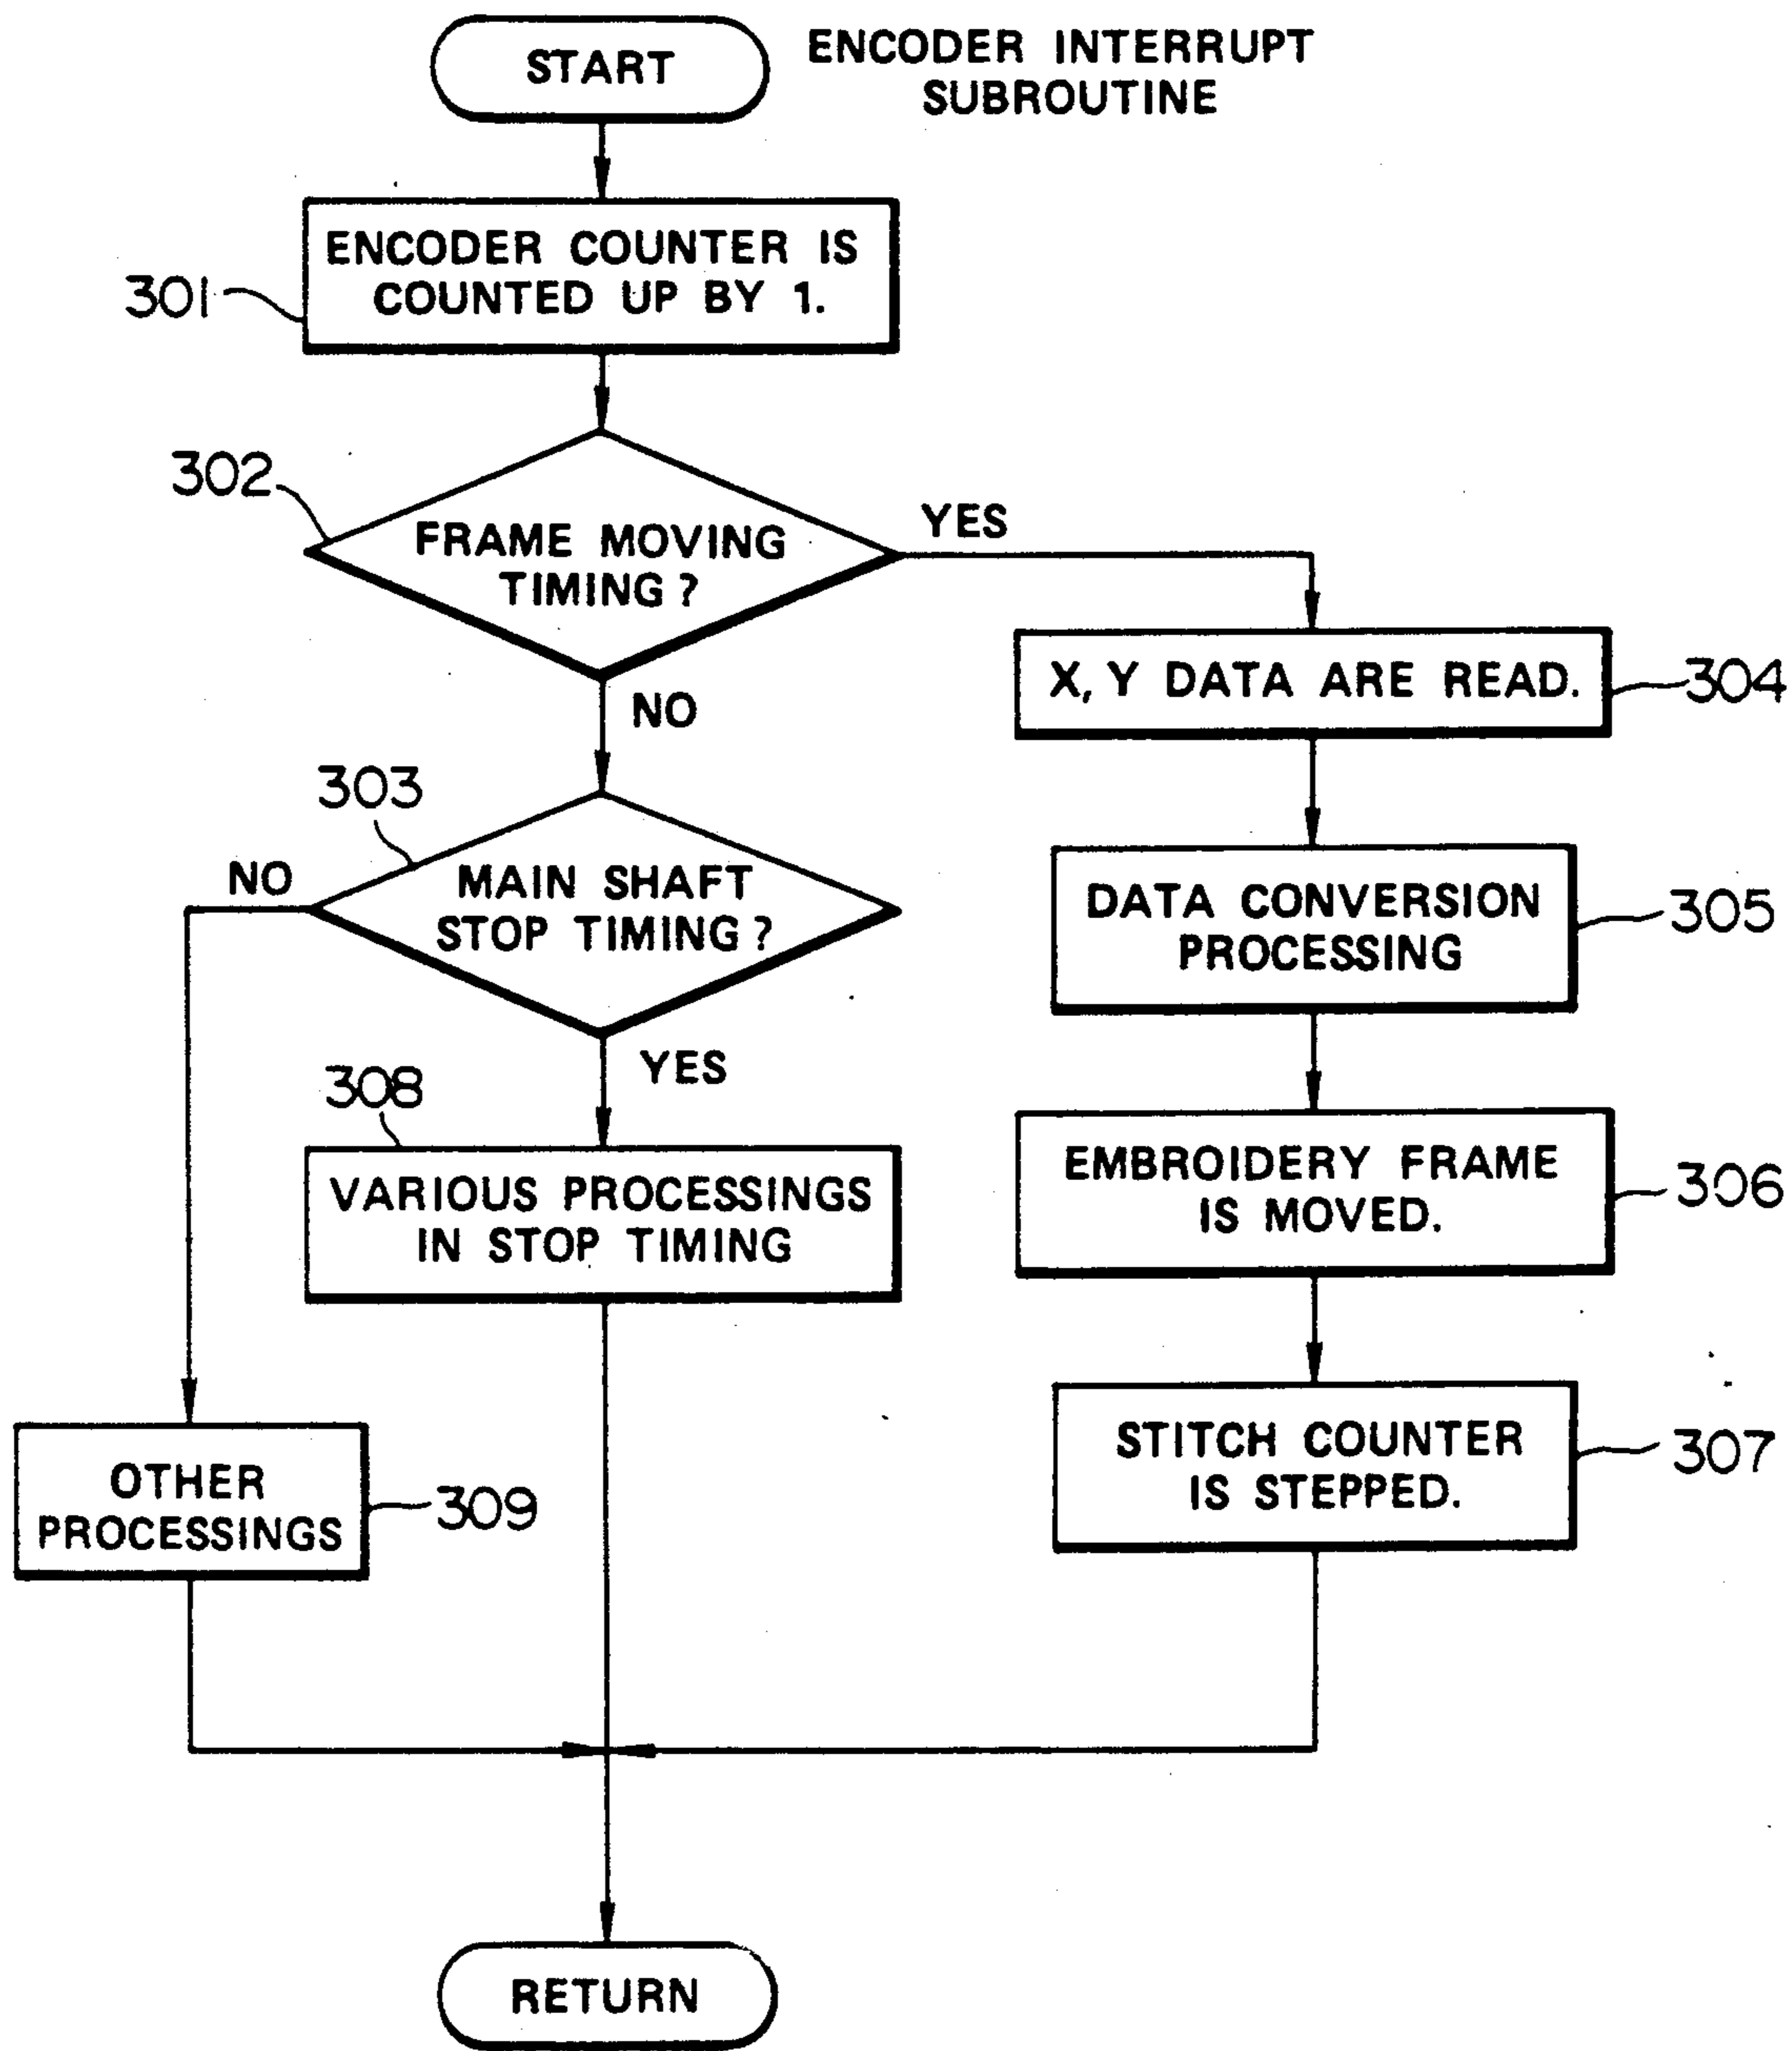 START
ENCODER INTERRUPT
SUBROUTINE
ENCODER COUNTER IS
COUNTED UP BY 1.
301
302
FRAME MOVING
TIMING?
YES
NO
X, Y DATA ARE READ.
304
303
NO
MAIN SHAFT
STOP TIMING?
DATA CONVERSION
PROCESSING
305
YES
308
VARIOUS PROCESSINGS
IN STOP TIMING
EMBROIDERY FRAME
IS MOVED.
306
OTHER
PROCESSINGS
309
STITCH COUNTER
IS STEPPED.
307
RETURN